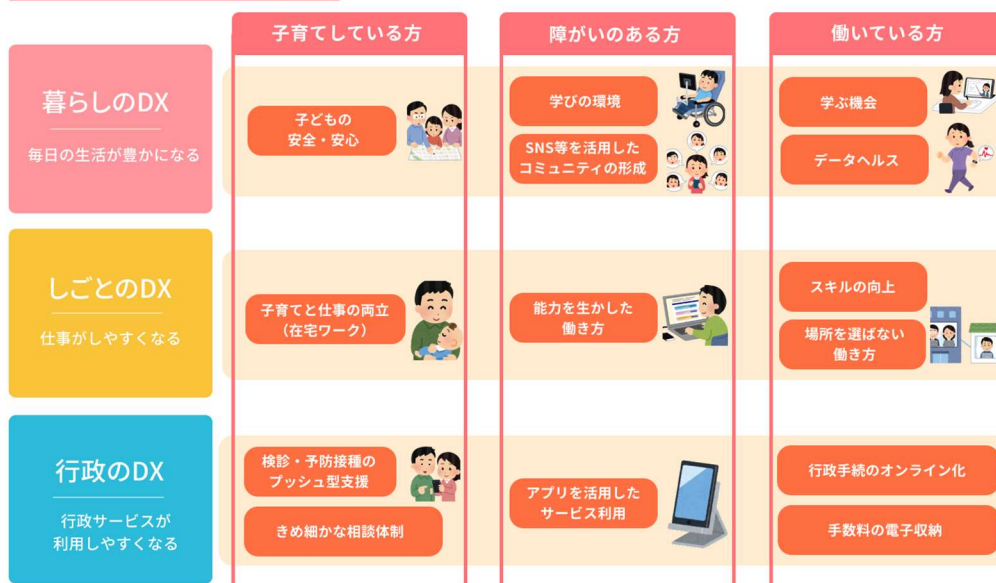 子育てしている方
障がいのある方
働いている方
暮らしのDX
毎日の生活が豊かになる
子どもの
安全・安心
学びの環境
SNS等を活用した
コミュニティの形成
学ぶ機会
データヘルス
しごとのDX
仕事がしやすくなる
子育てと仕事の両立
(在宅ワーク)
能力を生かした
働き方
スキルの向上
場所を選ばない
働き方
行政のDX
行政サービスが
利用しやすくなる
検診・予防接種の
プッシュ型支援
きめ細かな相談体制
アプリを活用した
サービス利用
行政手続のオンライン化
手数料の電子収納